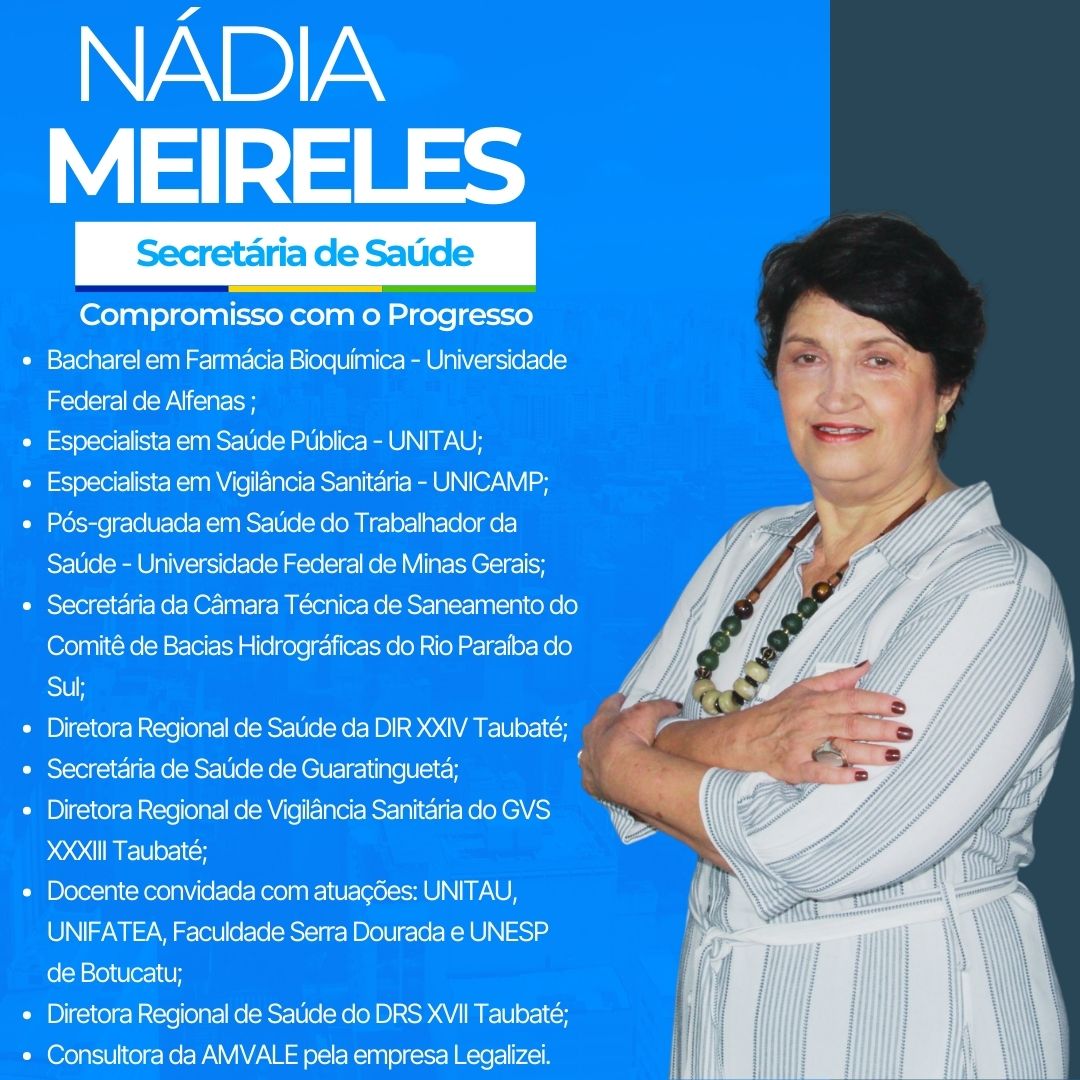 NÁDIA
MEIRELES
Secretária de Saúde
Compromisso com o Progresso
• Bacharel em Farmácia Bioquímica - Universidade
Federal de Alfenas ;
• Especialista em Saúde Pública - UNITAU;
• Especialista em Vigilância Sanitária - UNICAMP;
• Pós-graduada em Saúde do Trabalhador da
Saúde - Universidade Federal de Minas Gerais;
• Secretária da Câmara Técnica de Saneamento do
Comitê de Bacias Hidrográficas do Rio Paraíba do
Sul;
• Diretora Regional de Saúde da DIR XXIV Taubaté;
• Secretária de Saúde de Guaratinguetá;
• Diretora Regional de Vigilância Sanitária do GVS
XXXIII Taubaté;
• Docente convidada com atuações: UNITAU,
UNIFATEA, Faculdade Serra Dourada e UNESP
de Botucatu;
• Diretora Regional de Saúde do DRS XVII Taubaté;
• Consultora da AMVALE pela empresa Legalizei.